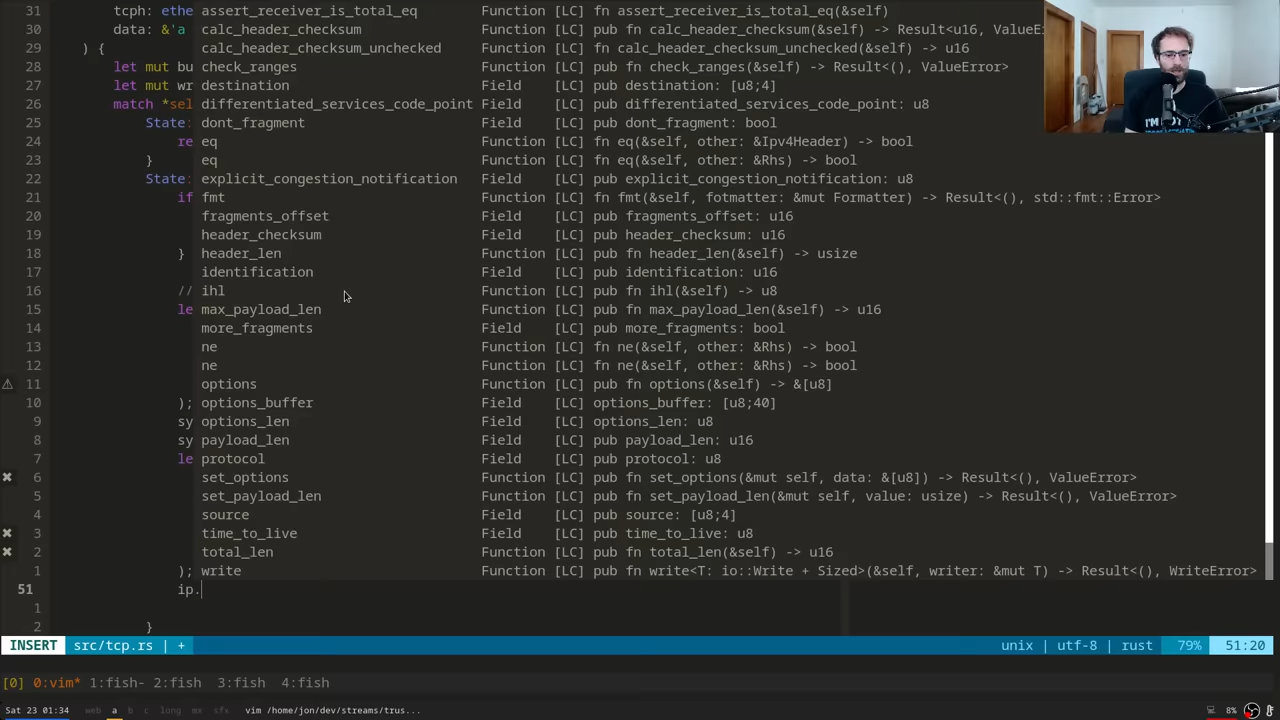 31 tcph: ethe assert_receiver_is_total_eq Function [LC] fn assert_receiver_is_total_eq(&self)
30 data: &'a calc_header_checksum Function [LC] pub fn calc_header_checksum(&self) -> Result<u16, ValueE
29 ) { calc_header_checksum_unchecked Function [LC] fn calc_header_checksum_unchecked(&self) -> u16
28 let mut bu check_ranges Function [LC] fn check_ranges(&self) -> Result<(), ValueError>
27 let mut wr destination Field [LC] pub destination: [u8;4]
26 match *sel differentiated_services_code_point Field [LC] pub differentiated_services_code_point: u8
25 State: dont_fragment Field [LC] pub dont_fragment: bool
24 re eq Function [LC] fn eq(&self, other: &Ipv4Header) -> bool
23 } eq Function [LC] fn eq(&self, other: &Rhs) -> bool
22 State: explicit_congestion_notification Field [LC] pub explicit_congestion_notification: u8
21 if fmt Function [LC] fn fmt(&self, fotmatter: &mut Formatter) -> Result<(), std::fmt::Error>
20 fragments_offset Field [LC] pub fragments_offset: u16
19 header_checksum Field [LC] pub header_checksum: u16
18 } header_len Function [LC] pub fn header_len(&self) -> usize
17 identification Field [LC] pub identification: u16
16 // ihl Function [LC] pub fn ihl(&self) -> u8
15 le max_payload_len Function [LC] pub fn max_payload_len(&self) -> u16
14 more_fragments Field [LC] pub more_fragments: bool
13 ne Function [LC] fn ne(&self, other: &Rhs) -> bool
12 ne Function [LC] fn ne(&self, other: &Rhs) -> bool
⚠ 11 options Function [LC] pub fn options(&self) -> &[u8]
10 ); options_buffer Field [LC] options_buffer: [u8;40]
9 sy options_len Field [LC] options_len: u8
8 sy payload_len Field [LC] pub payload_len: u16
7 le protocol Field [LC] pub protocol: u8
✖ 6 set_options Function [LC] pub fn set_options(&mut self, data: &[u8]) -> Result<(), ValueError>
5 set_payload_len Function [LC] pub fn set_payload_len(&mut self, value: usize) -> Result<(), ValueError>
4 source Field [LC] pub source: [u8;4]
✖ 3 time_to_live Field [LC] pub time_to_live: u8
✖ 2 total_len Function [LC] pub fn total_len(&self) -> u16
1 ); write Function [LC] pub fn write<T: io::Write + Sized>(&self, writer: &mut T) -> Result<(), WriteError>
51 ip.
1
2 }
INSERT src/tcp.rs | + unix | utf-8 | rust 79% 51:20
[0] 0:vim* 1:fish- 2:fish 3:fish 4:fish
Sat 23 01:34 web a b c long mx sfx vim /home/jon/dev/streams/trus... 8%